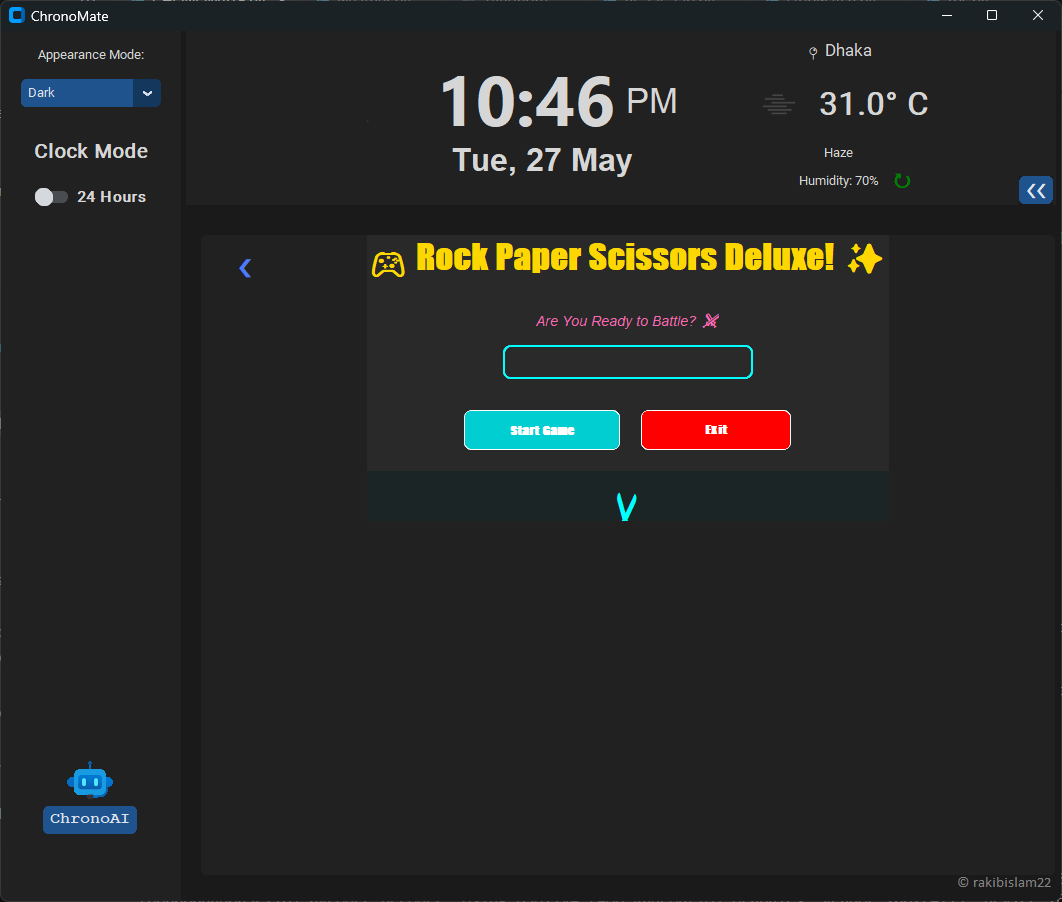 ChronoMate
Appearance Mode:
Dark
Clock Mode
24 Hours
10:46 PM
Tue, 27 May
Dhaka
31.0° C
Haze
Humidity: 70%
Rock Paper Scissors Deluxe!
Are You Ready to Battle?
Start Game
Exit
V
ChronoAI
© rakibislam22